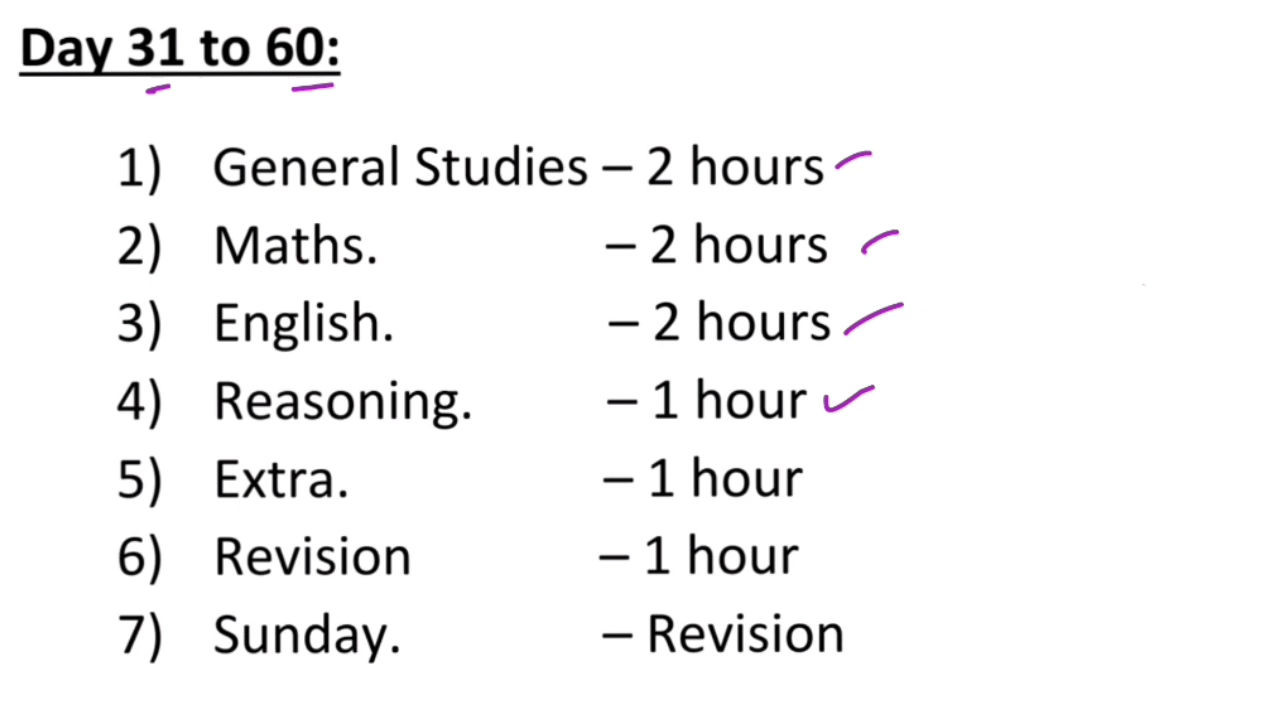 Day 31 to 60:
1) General Studies – 2 hours
2) Maths. – 2 hours
3) English. – 2 hours
4) Reasoning. – 1 hour
5) Extra. – 1 hour
6) Revision – 1 hour
7) Sunday. – Revision